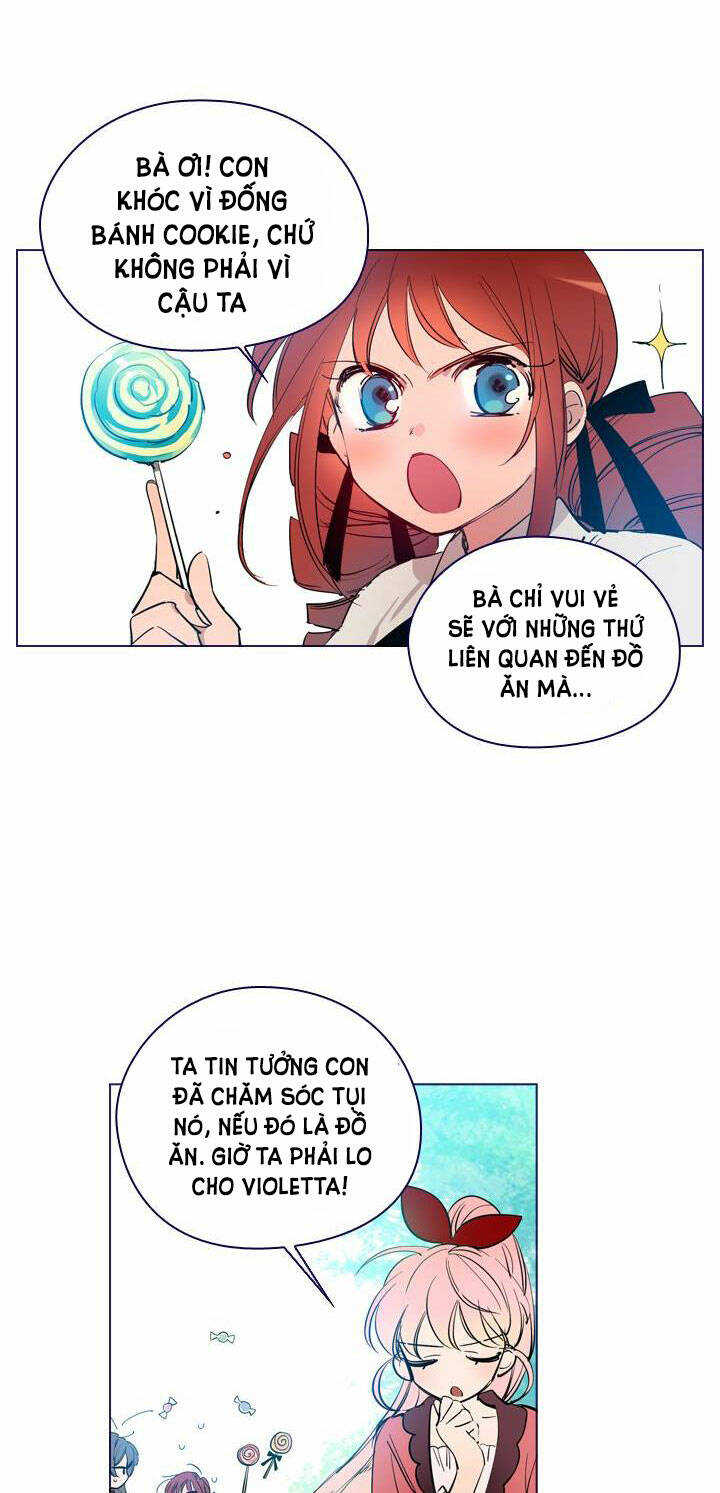 BÀ ƠI! CON
KHÓC VÌ ĐỐNG
BÁNH COOKIE, CHỨ
KHÔNG PHẢI VÌ
CẬU TA
BÀ CHỈ VUI VẺ
SẼ VỚI NHỮNG THỨ
LIÊN QUAN ĐẾN ĐỒ
ĂN MÀ...
TA TIN TƯỞNG CON
ĐÃ CHĂM SÓC TỤI
NÓ, NẾU ĐÓ LÀ ĐỒ
ĂN. GIỜ TA PHẢI LO
CHO VIOLETTA!